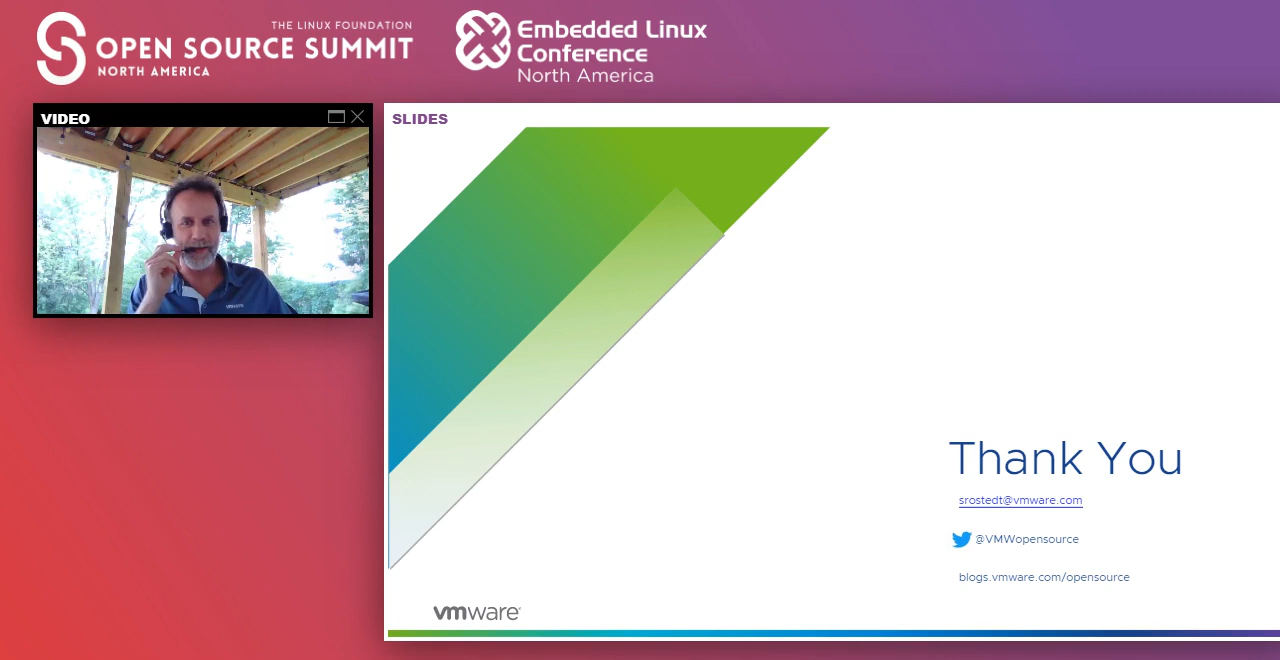 THE LINUX FOUNDATION
OPEN SOURCE SUMMIT
NORTH AMERICA
Embedded Linux
Conference
North America
VIDEO
SLIDES
vmware
Thank You
srostedt@vmware.com
@VMWopensource
blogs.vmware.com/opensource
vmware